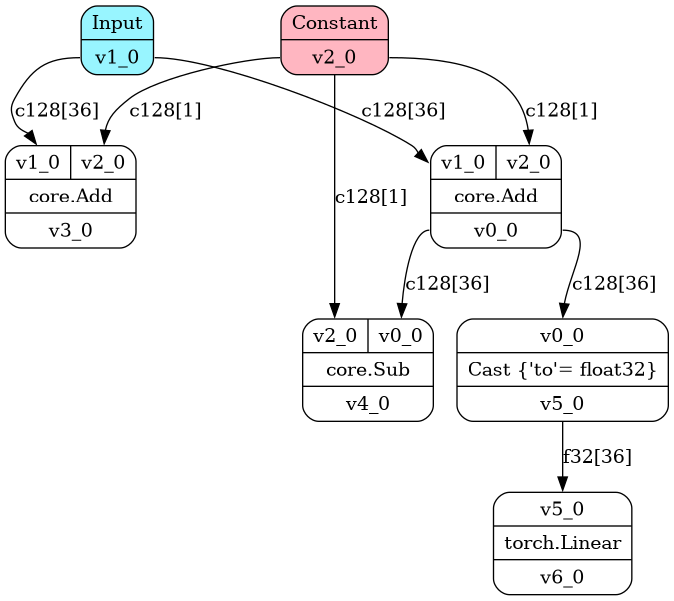 Input
v1_0
Constant
v2_0
c128[36]
c128[1]
c128[36]
c128[1]
v1_0 v2_0
core.Add
v3_0
v1_0 v2_0
core.Add
v0_0
c128[1]
c128[36]
c128[36]
v2_0 v0_0
core.Sub
v4_0
v0_0
Cast {'to'= float32}
v5_0
f32[36]
v5_0
torch.Linear
v6_0